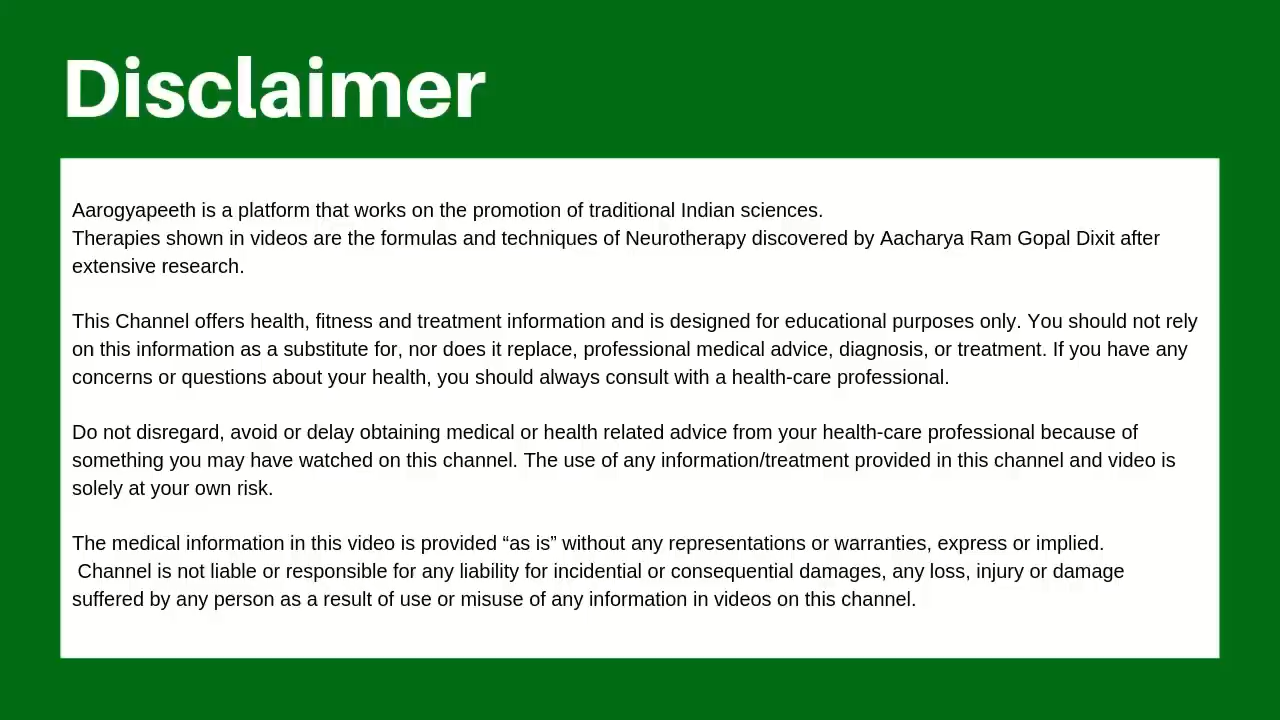 Disclaimer
Aarogyapeeth is a platform that works on the promotion of traditional Indian sciences.
Therapies shown in videos are the formulas and techniques of Neurotherapy discovered by Aacharya Ram Gopal Dixit after
extensive research.
This Channel offers health, fitness and treatment information and is designed for educational purposes only. You should not rely
on this information as a substitute for, nor does it replace, professional medical advice, diagnosis, or treatment. If you have any
concerns or questions about your health, you should always consult with a health-care professional.
Do not disregard, avoid or delay obtaining medical or health related advice from your health-care professional because of
something you may have watched on this channel. The use of any information/treatment provided in this channel and video is
solely at your own risk.
The medical information in this video is provided “as is” without any representations or warranties, express or implied.
Channel is not liable or responsible for any liability for incidential or consequential damages, any loss, injury or damage
suffered by any person as a result of use or misuse of any information in videos on this channel.